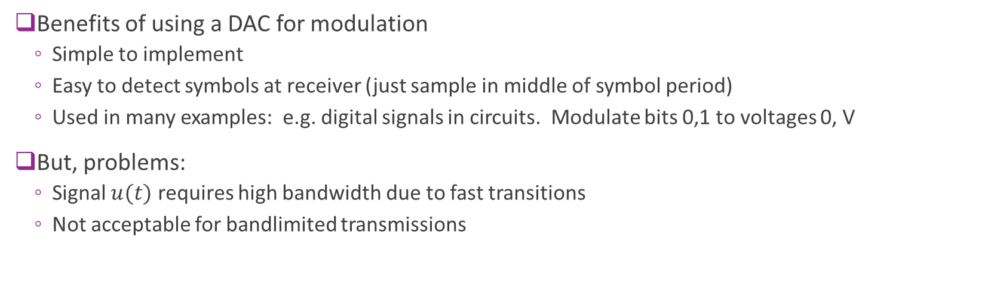 Benefits of using a DAC for modulation
Simple to implement
Easy to detect symbols at receiver (just sample in middle of symbol period)
Used in many examples: e.g. digital signals in circuits. Modulate bits 0,1 to voltages 0, V
But, problems:
Signal u(t) requires high bandwidth due to fast transitions
Not acceptable for bandlimited transmissions